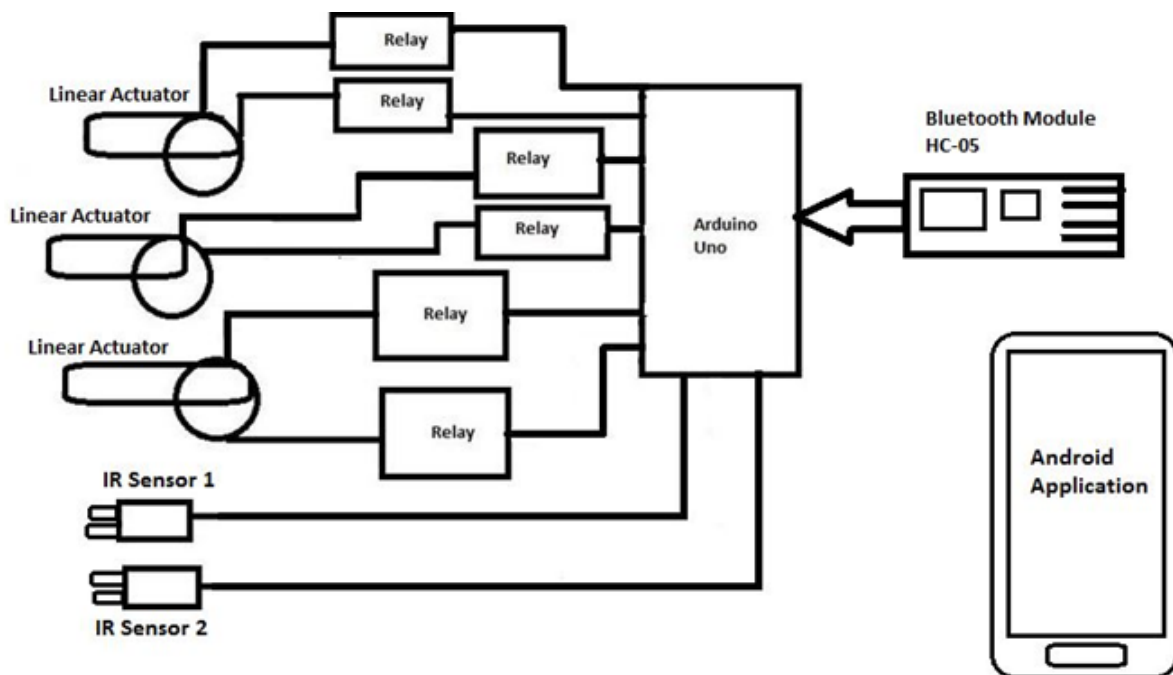 Relay
Linear Actuator
Relay
Bluetooth Module
HC-05
Relay
Linear Actuator
Relay
Arduino
Uno
Relay
Linear Actuator
Relay
Android
Application
IR Sensor 1
IR Sensor 2